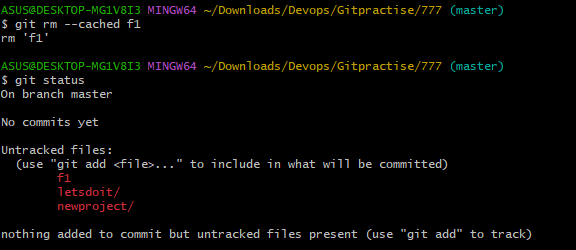 ASUS@DESKTOP-MG1V8I3 MINGW64 ~/Downloads/Devops/Gitpractise/777 (master)
$ git rm --cached f1
rm 'f1'
ASUS@DESKTOP-MG1V8I3 MINGW64 ~/Downloads/Devops/Gitpractise/777 (master)
$ git status
On branch master
No commits yet
Untracked files:
(use "git add <file>..." to include in what will be committed)
f1
letsdoit/
newproject/
nothing added to commit but untracked files present (use "git add" to track)